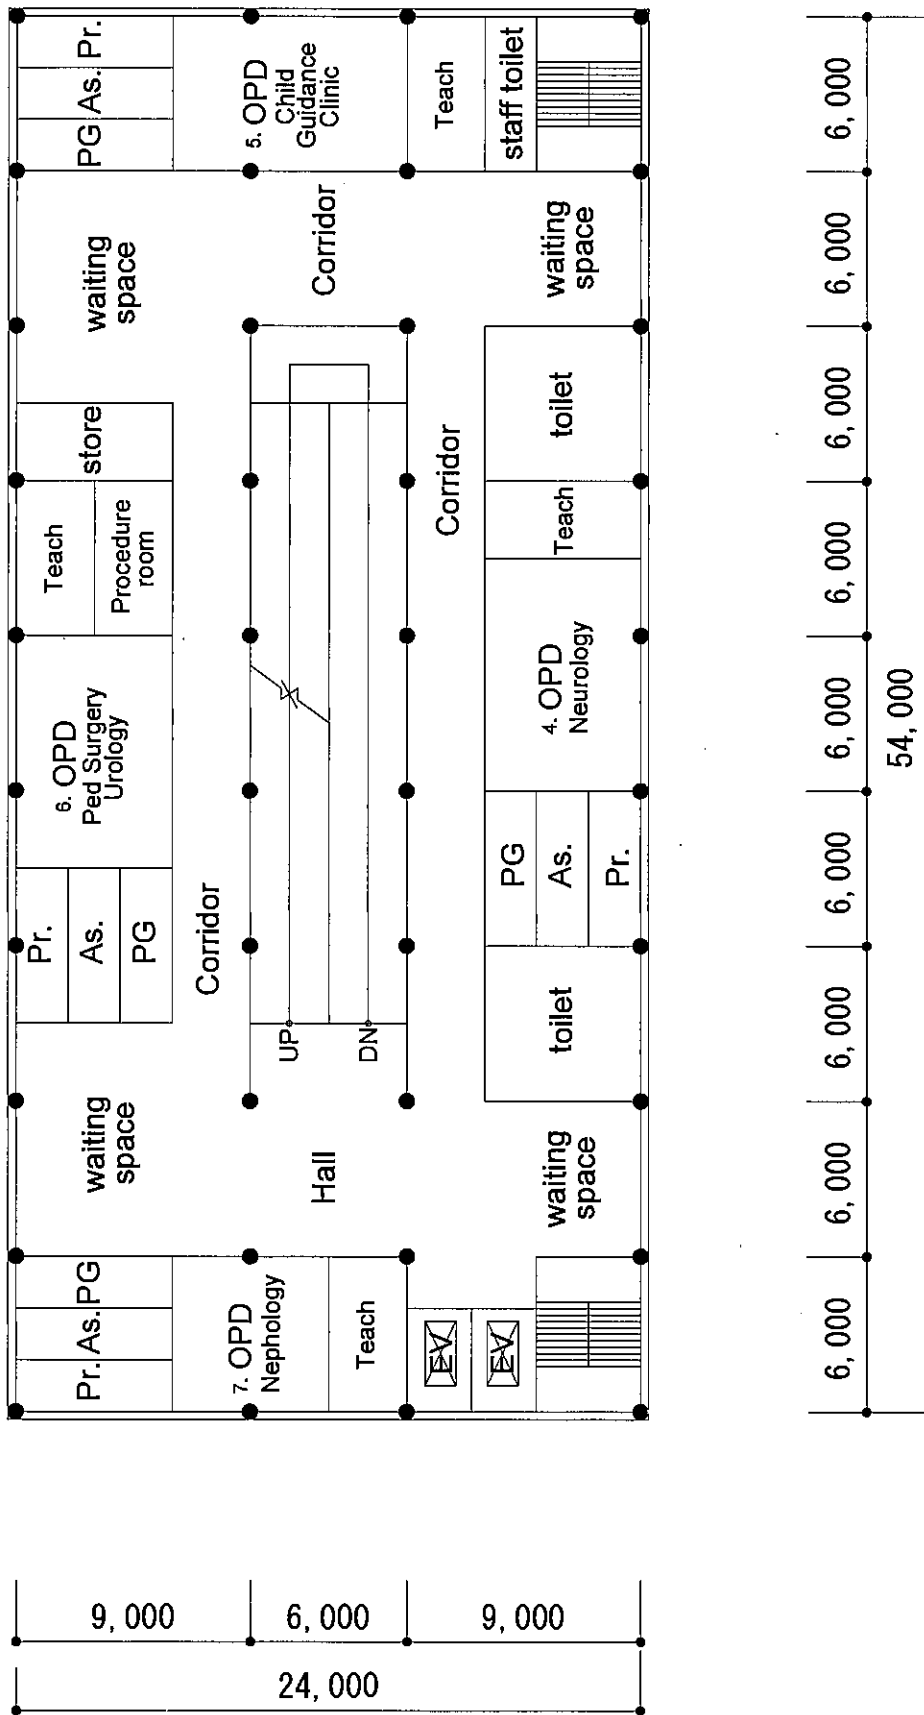 Pr.
As.
PG
waiting
space
Pr.
As.
PG
6. OPD
Ped Surgery
Urology
Teach
Procedure
room
store
waiting
space
PG
As.
Pr.
Corridor
7. OPD
Nephology
Teach
Hall
UP
DN
Corridor
5. OPD
Child
Guidance
Clinic
Corridor
Teach
EV
EV
waiting
space
toilet
PG
As.
Pr.
4. OPD
Neurology
Teach
toilet
waiting
space
staff toilet
9,000
6,000
9,000
24,000
6,000
6,000
6,000
6,000
6,000
6,000
6,000
6,000
6,000
54,000